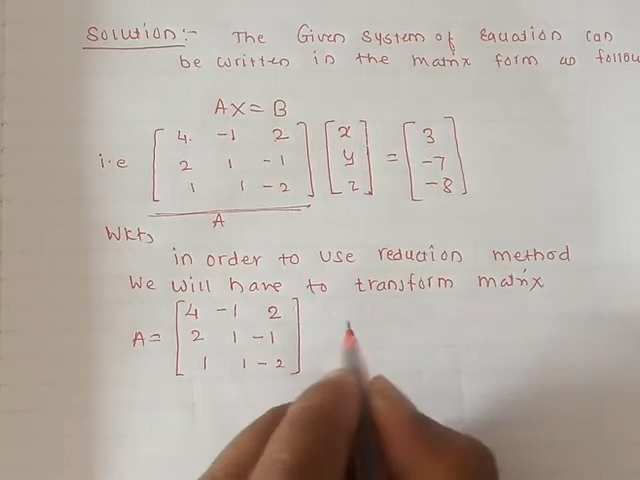 Solution:- The Given System of Equation can
be written in the matrix form as follow
AX = B
i.e [4 -1 2 [x [3
2 1 -1 y = -7
1 1 -2] z] -8]
A
WKT,
in order to use reduction method
We will have to transform matrix
A = [4 -1 2
2 1 -1
1 1 -2]